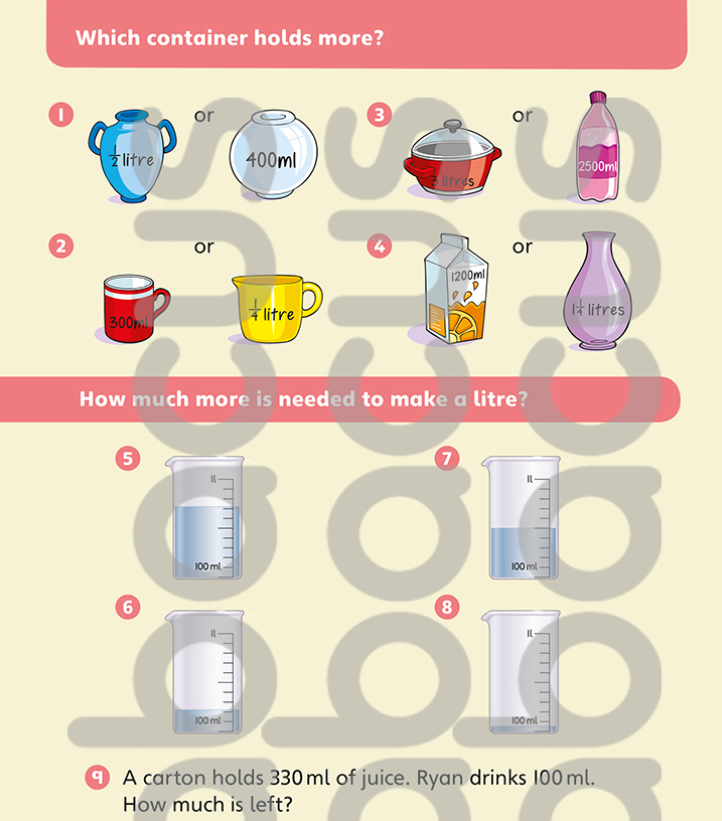 Which container holds more?
1
½ litre
or
400ml
3
3 litres
or
2500ml
2
300ml
or
¼ litre
4
1200ml
or
1¼ litres
How much more is needed to make a litre?
5
1l
100 ml
7
1l
100 ml
6
1l
100 ml
8
1l
100 ml
9 A carton holds 330 ml of juice. Ryan drinks 100 ml.
How much is left?